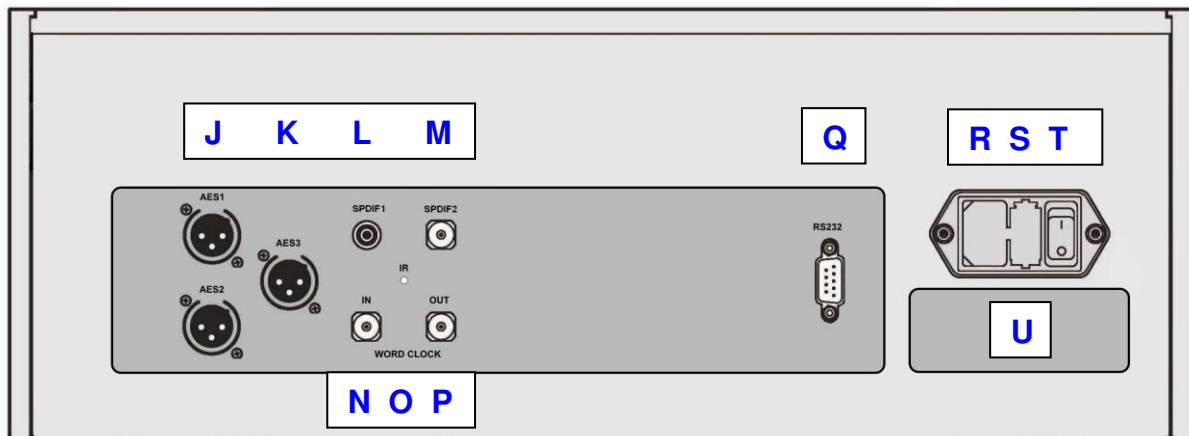 J K L M
Q
R S T
AES1
SPDIF1 SPDIF2
RS232
AES3
IR
AES2
IN OUT
WORD CLOCK
U
N O P